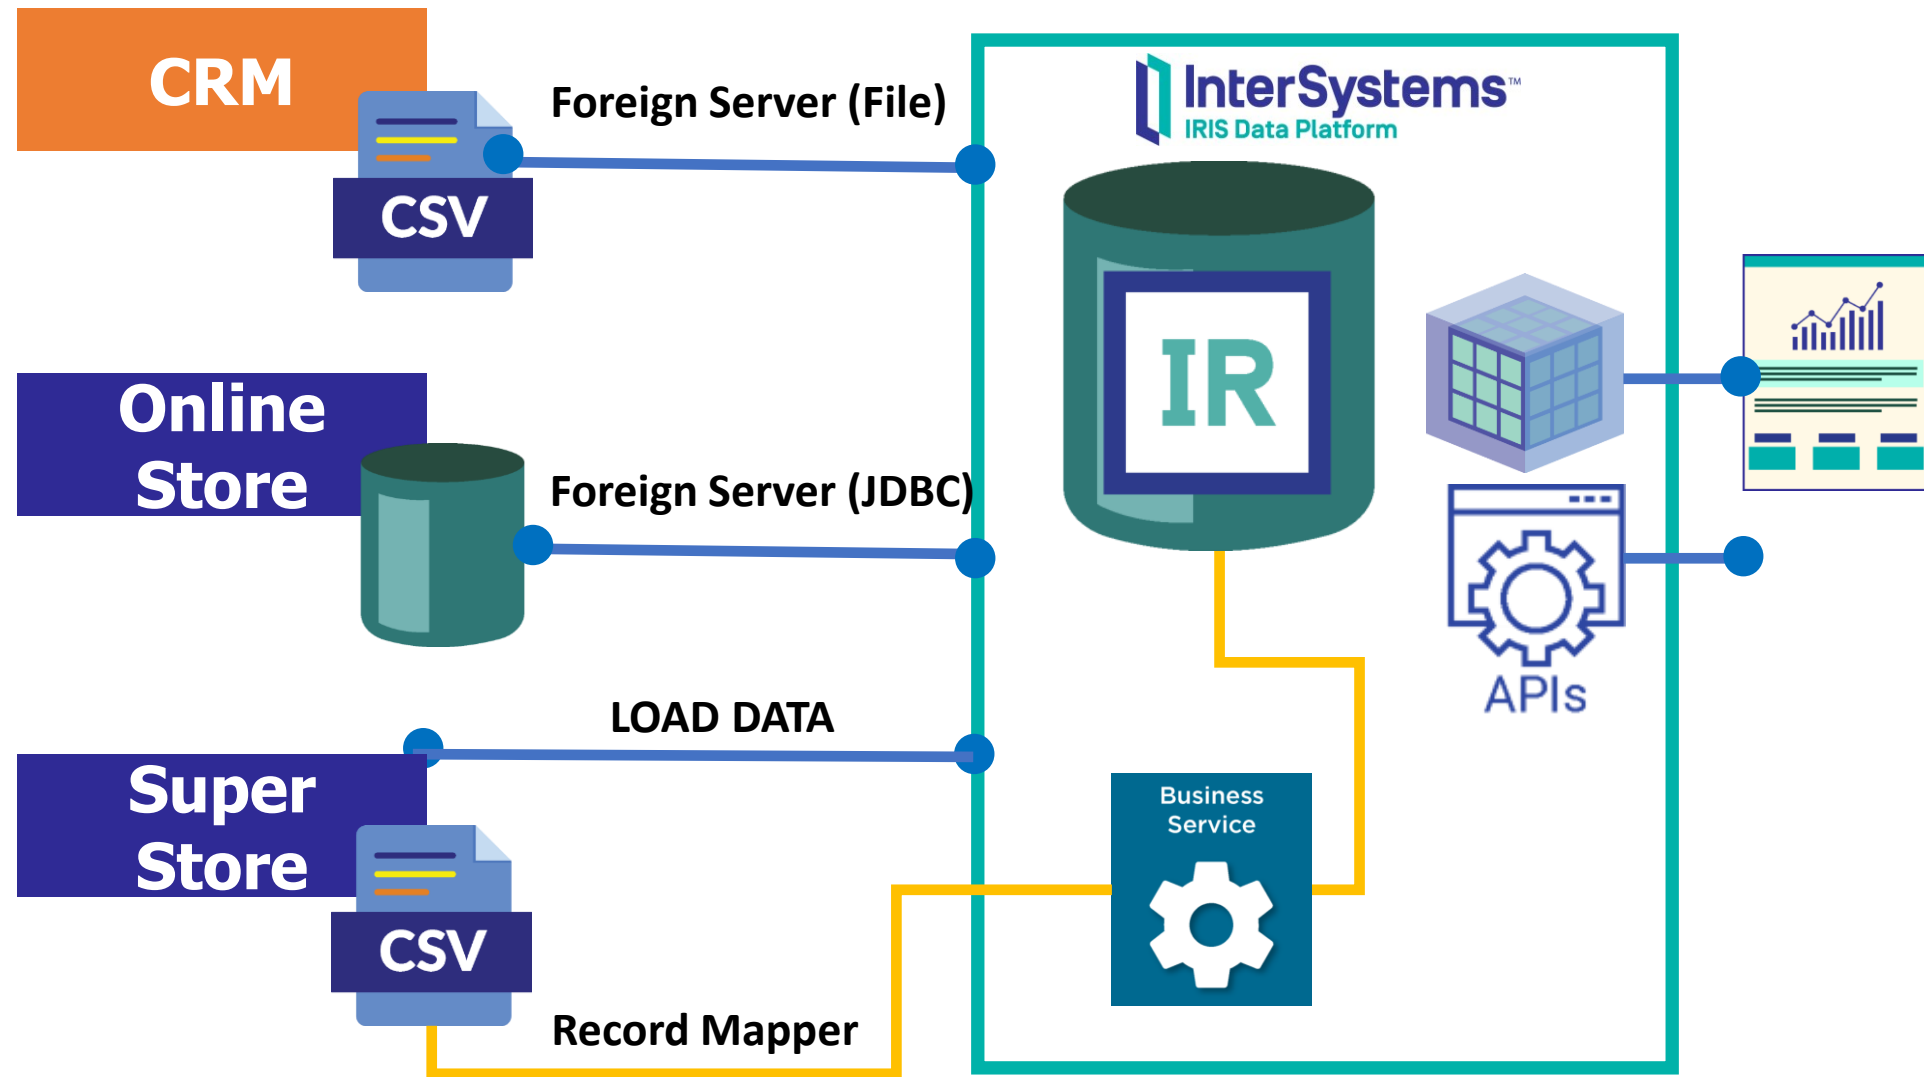 CRM
CSV
Foreign Server (File)
InterSystems™
IRIS Data Platform
IR
Online
Store
Foreign Server (JDBC)
APIs
LOAD DATA
Super
Store
CSV
Business
Service
Record Mapper